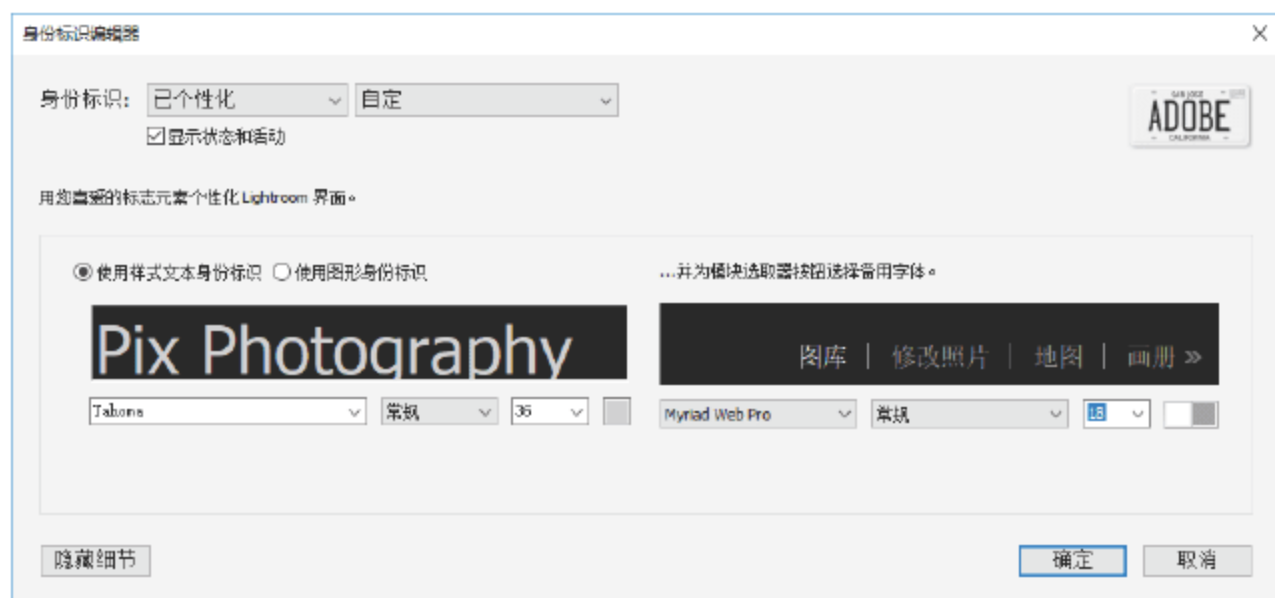 身份标识编辑器
身份标识: 已个性化 自定
显示状态和活动
SAN JOSE
ADOBE
CALIFORNIA
用您喜爱的标志元素个性化 Lightroom 界面。
使用样式文本身份标识 使用图形身份标识
...并为模块选取器按钮选择备用字体。
Pix Photography
图库 | 修改照片 | 地图 | 画册 »
Tahoma 常规 36
Myriad Web Pro 常规 18
隐藏细节 确定 取消